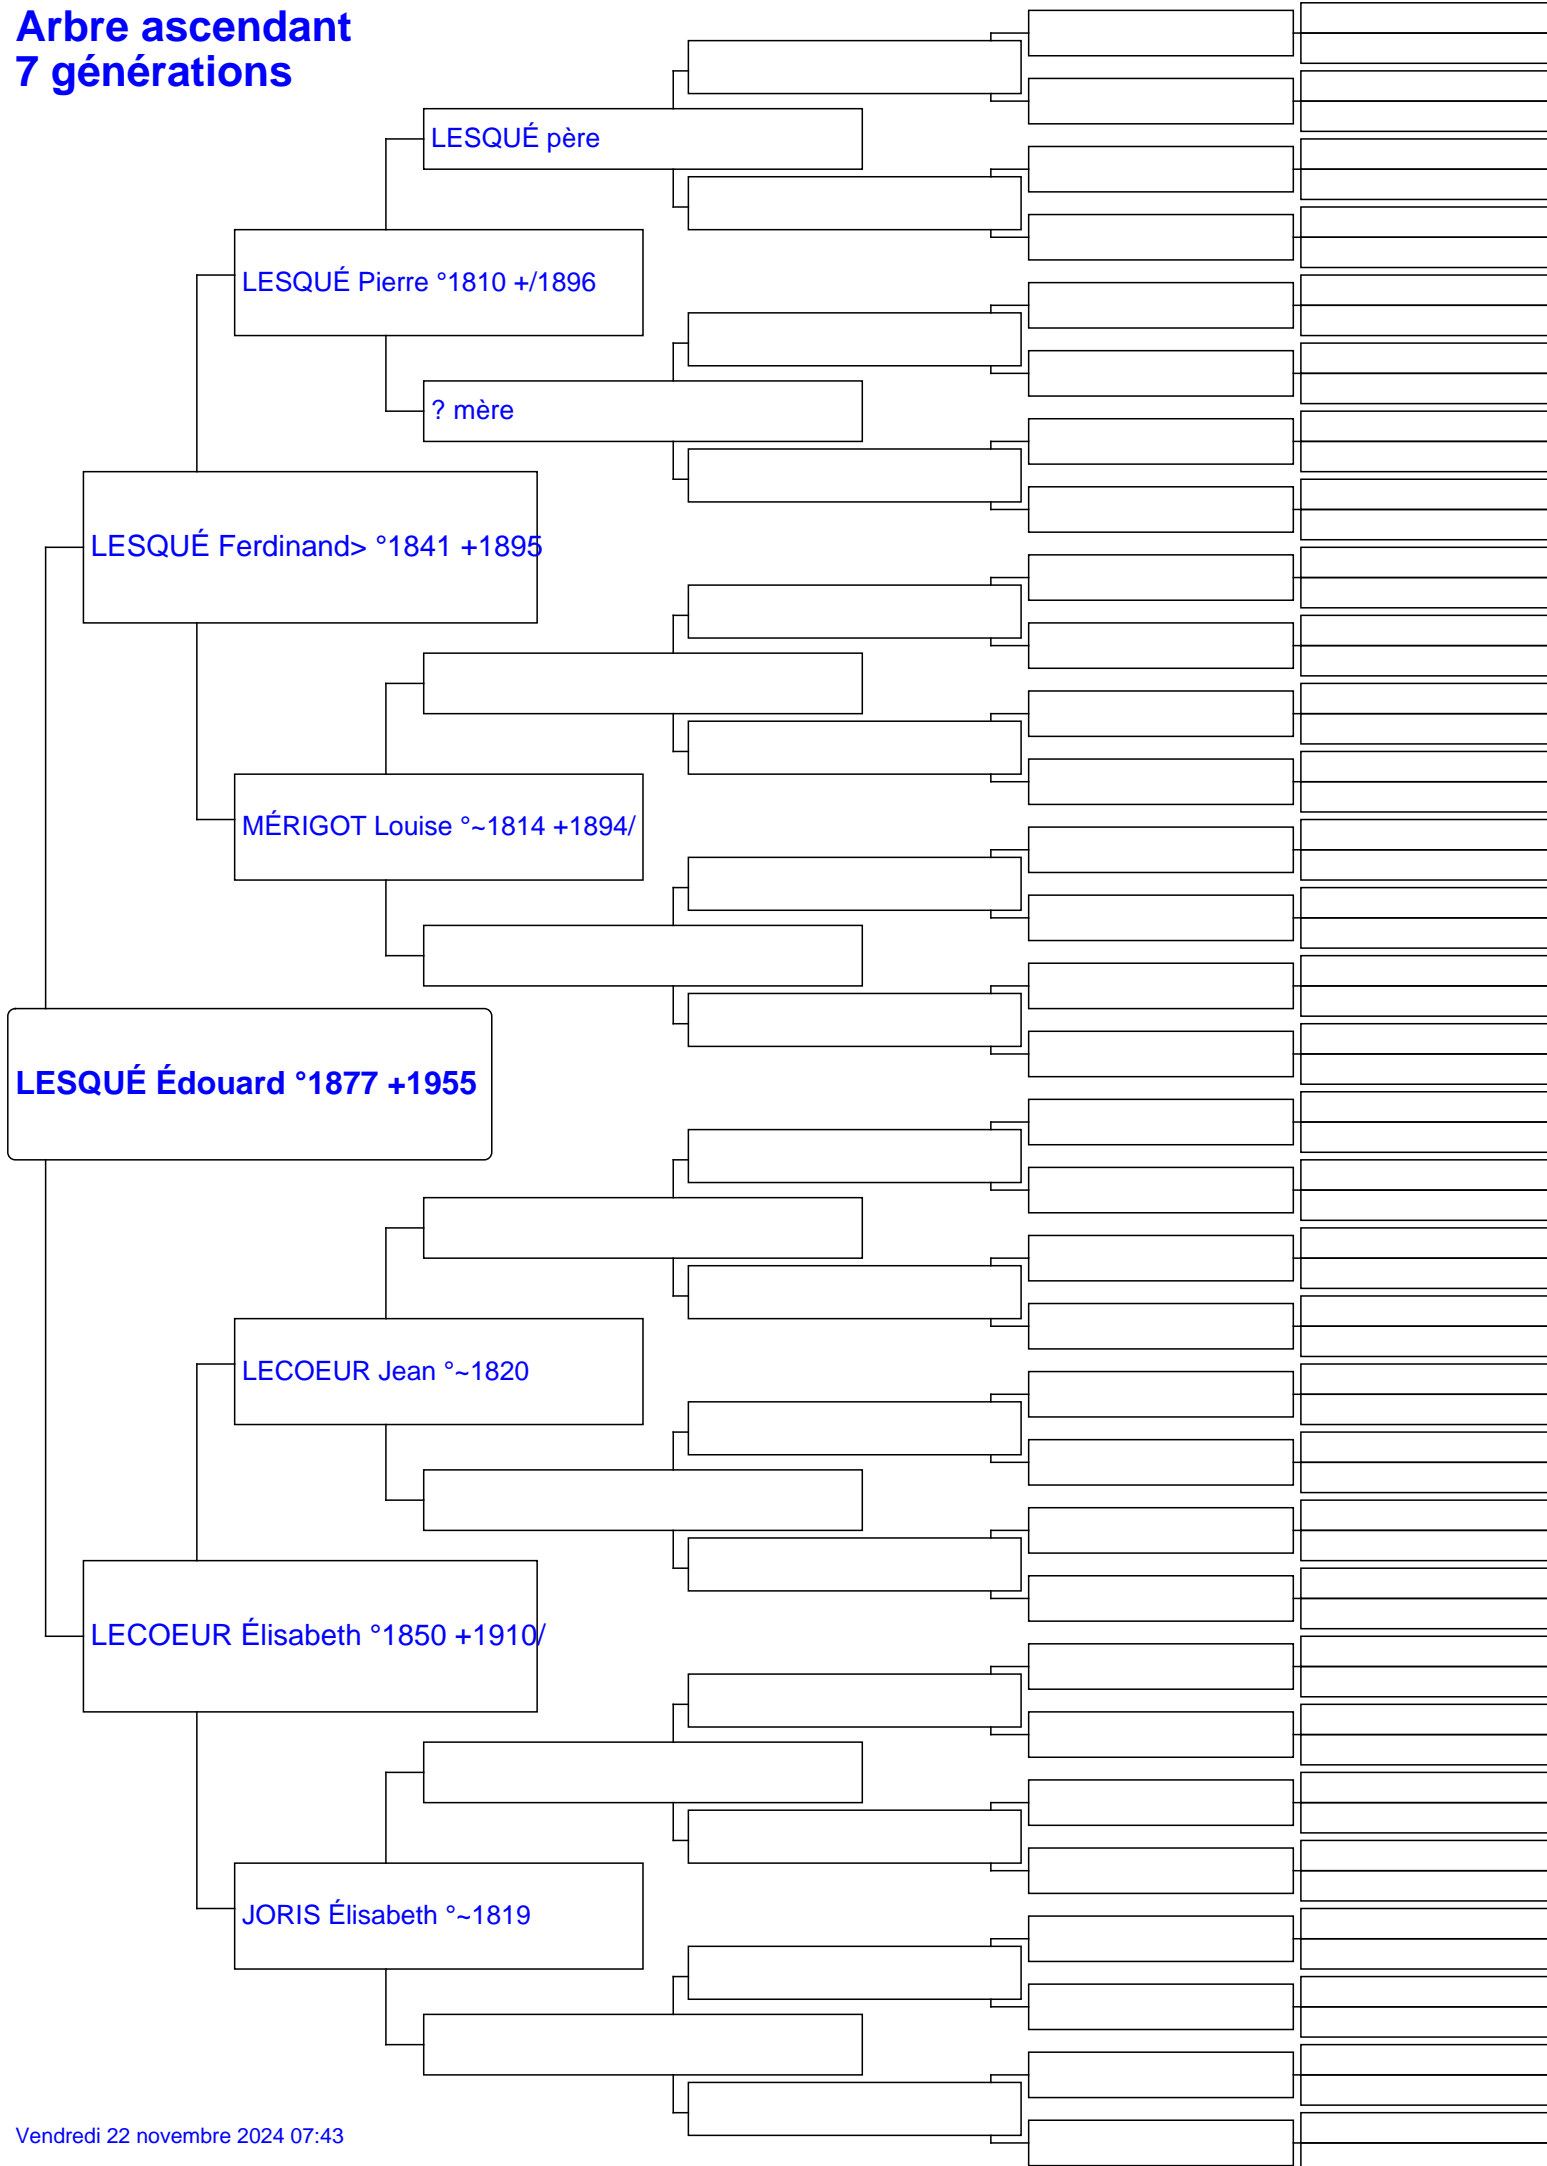 Arbre ascendant
7 générations
LESQUÉ père
LESQUÉ Pierre °1810 +/1896
? mère
LESQUÉ Ferdinand> °1841 +1895
MÉRIGOT Louise °~1814 +1894/
LESQUÉ Édouard °1877 +1955
LECOEUR Jean °~1820
LECOEUR Élisabeth °1850 +1910/
JORIS Élisabeth °~1819
Vendredi 22 novembre 2024 07:43